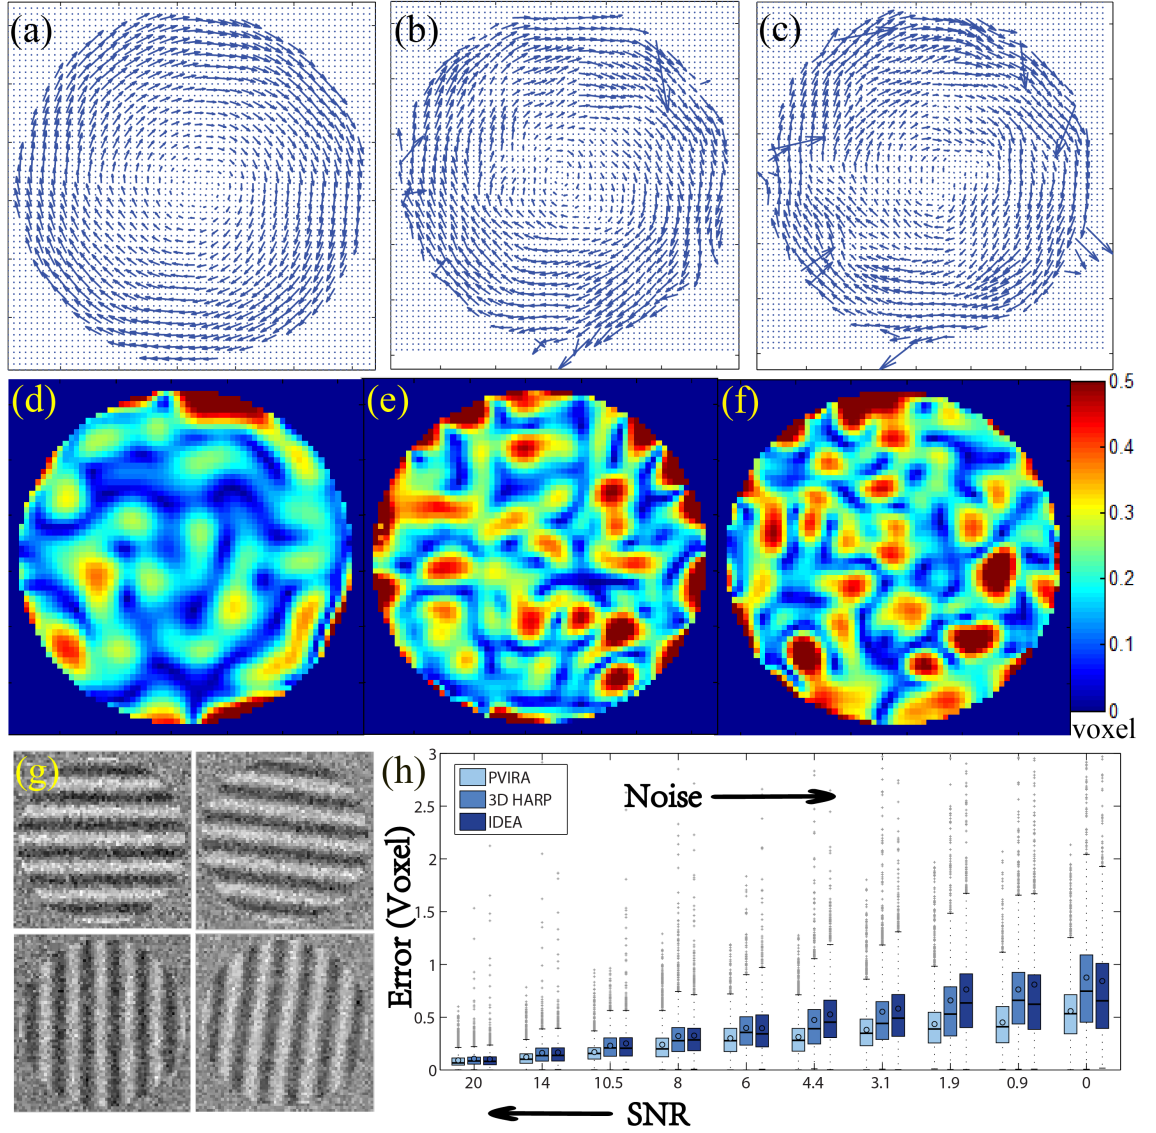 (a)
(b)
(c)
(d)
(e)
(f)
0.5
0.4
0.3
0.2
0.1
0
voxel
(g)
(h)
3
2.5
2
1.5
1
0.5
0
Error (Voxel)
PVIRA
3D HARP
IDEA
Noise
20 14 10.5 8 6 4.4 3.1 1.9 0.9 0
SNR